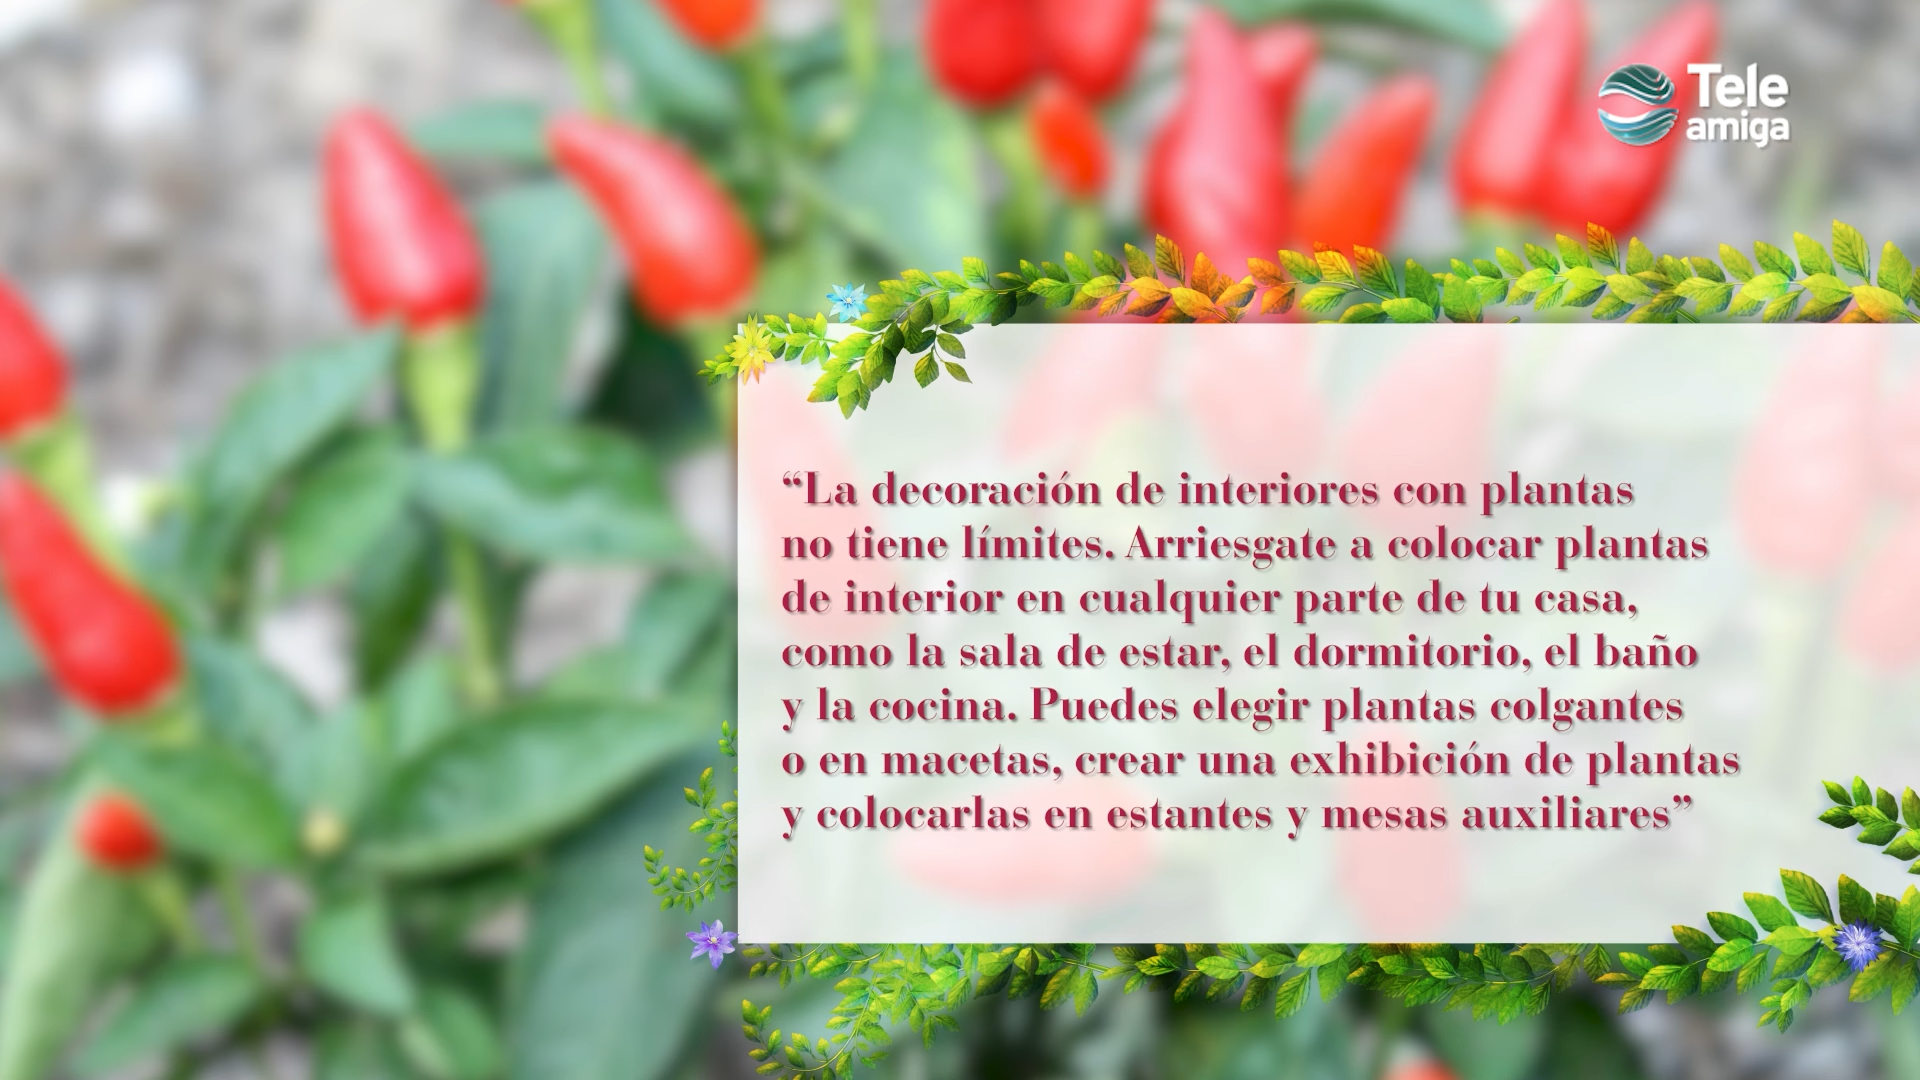 Tele
amiga
“La decoración de interiores con plantas
no tiene límites. Arriesgate a colocar plantas
de interior en cualquier parte de tu casa,
como la sala de estar, el dormitorio, el baño
y la cocina. Puedes elegir plantas colgantes
o en macetas, crear una exhibición de plantas
y colocarlas en estantes y mesas auxiliares”